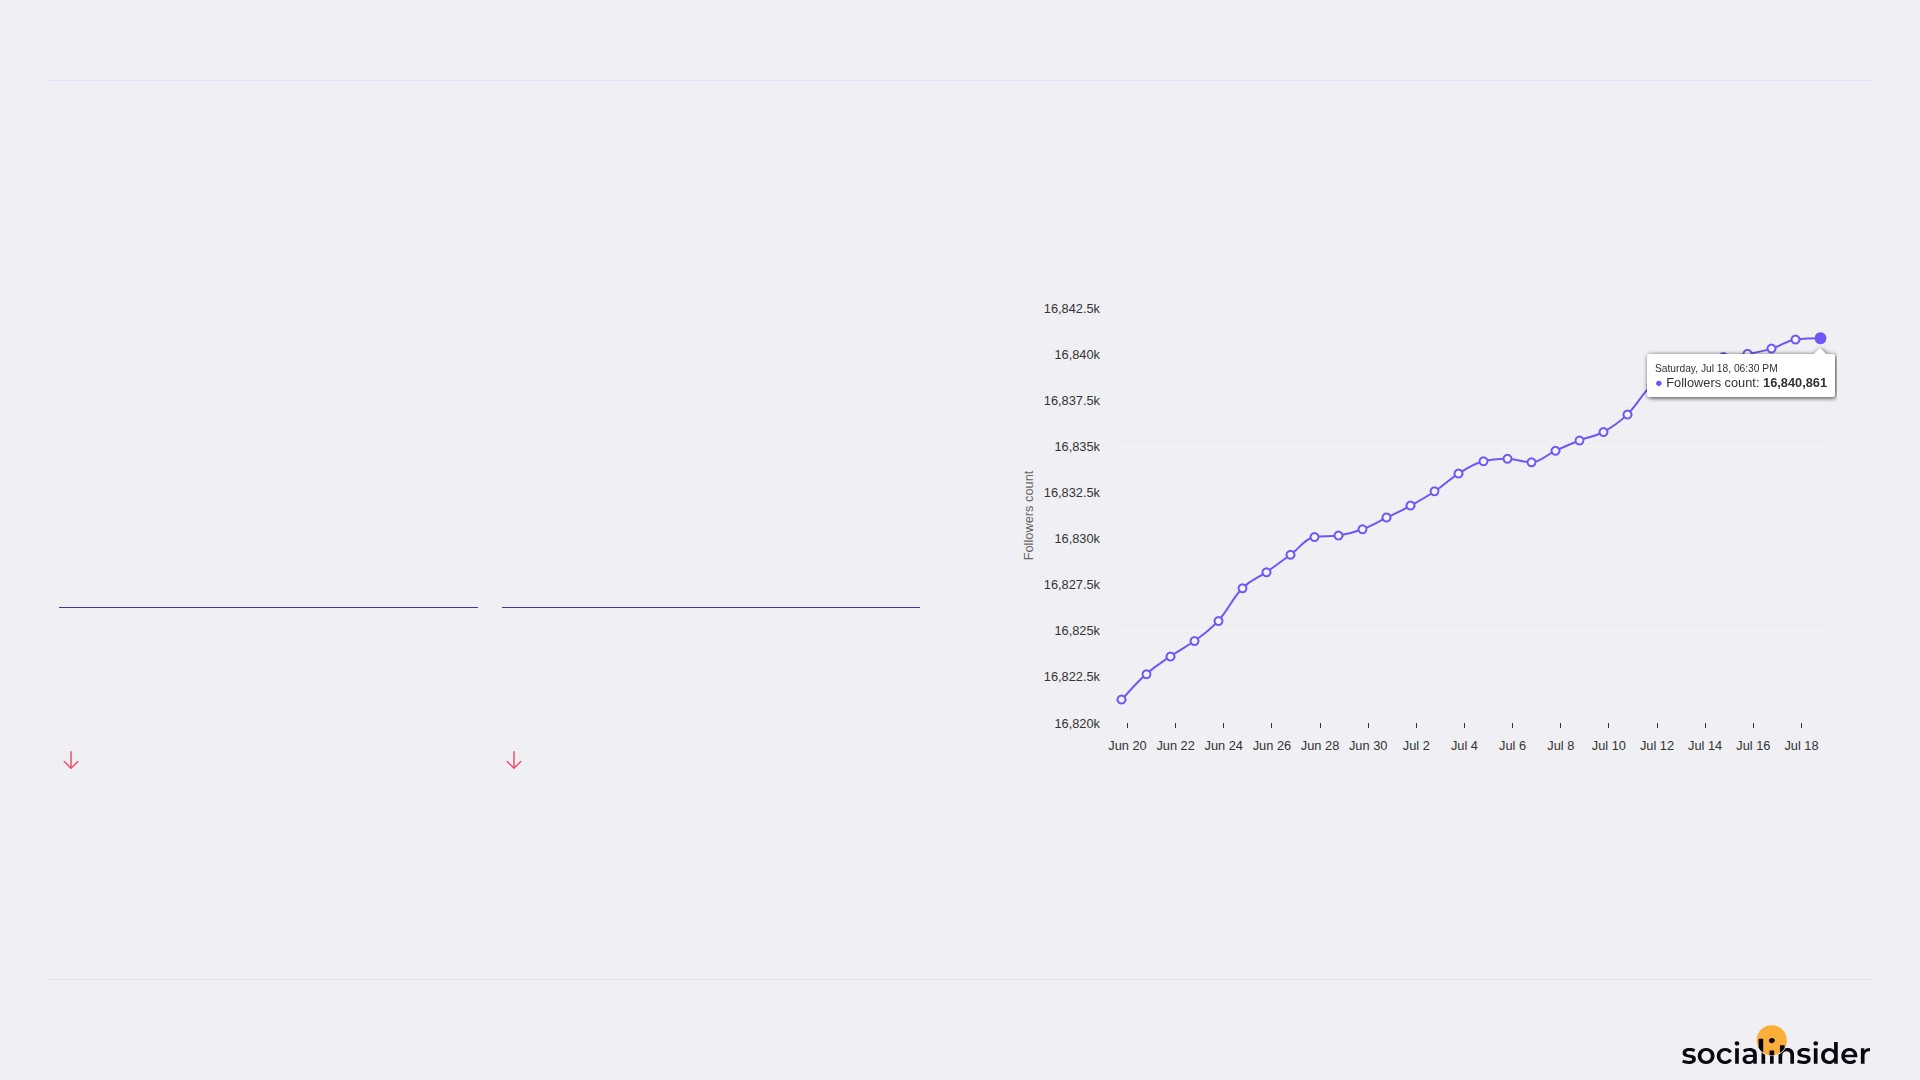 16,842.5k
16,840k
16,837.5k
16,835k
16,832.5k
16,830k
16,827.5k
16,825k
16,822.5k
16,820k
Followers count
Saturday, Jul 18, 06:30 PM
● Followers count: 16,840,861
Jun 20 Jun 22 Jun 24 Jun 26 Jun 28 Jun 30 Jul 2 Jul 4 Jul 6 Jul 8 Jul 10 Jul 12 Jul 14 Jul 16 Jul 18
socialinsider